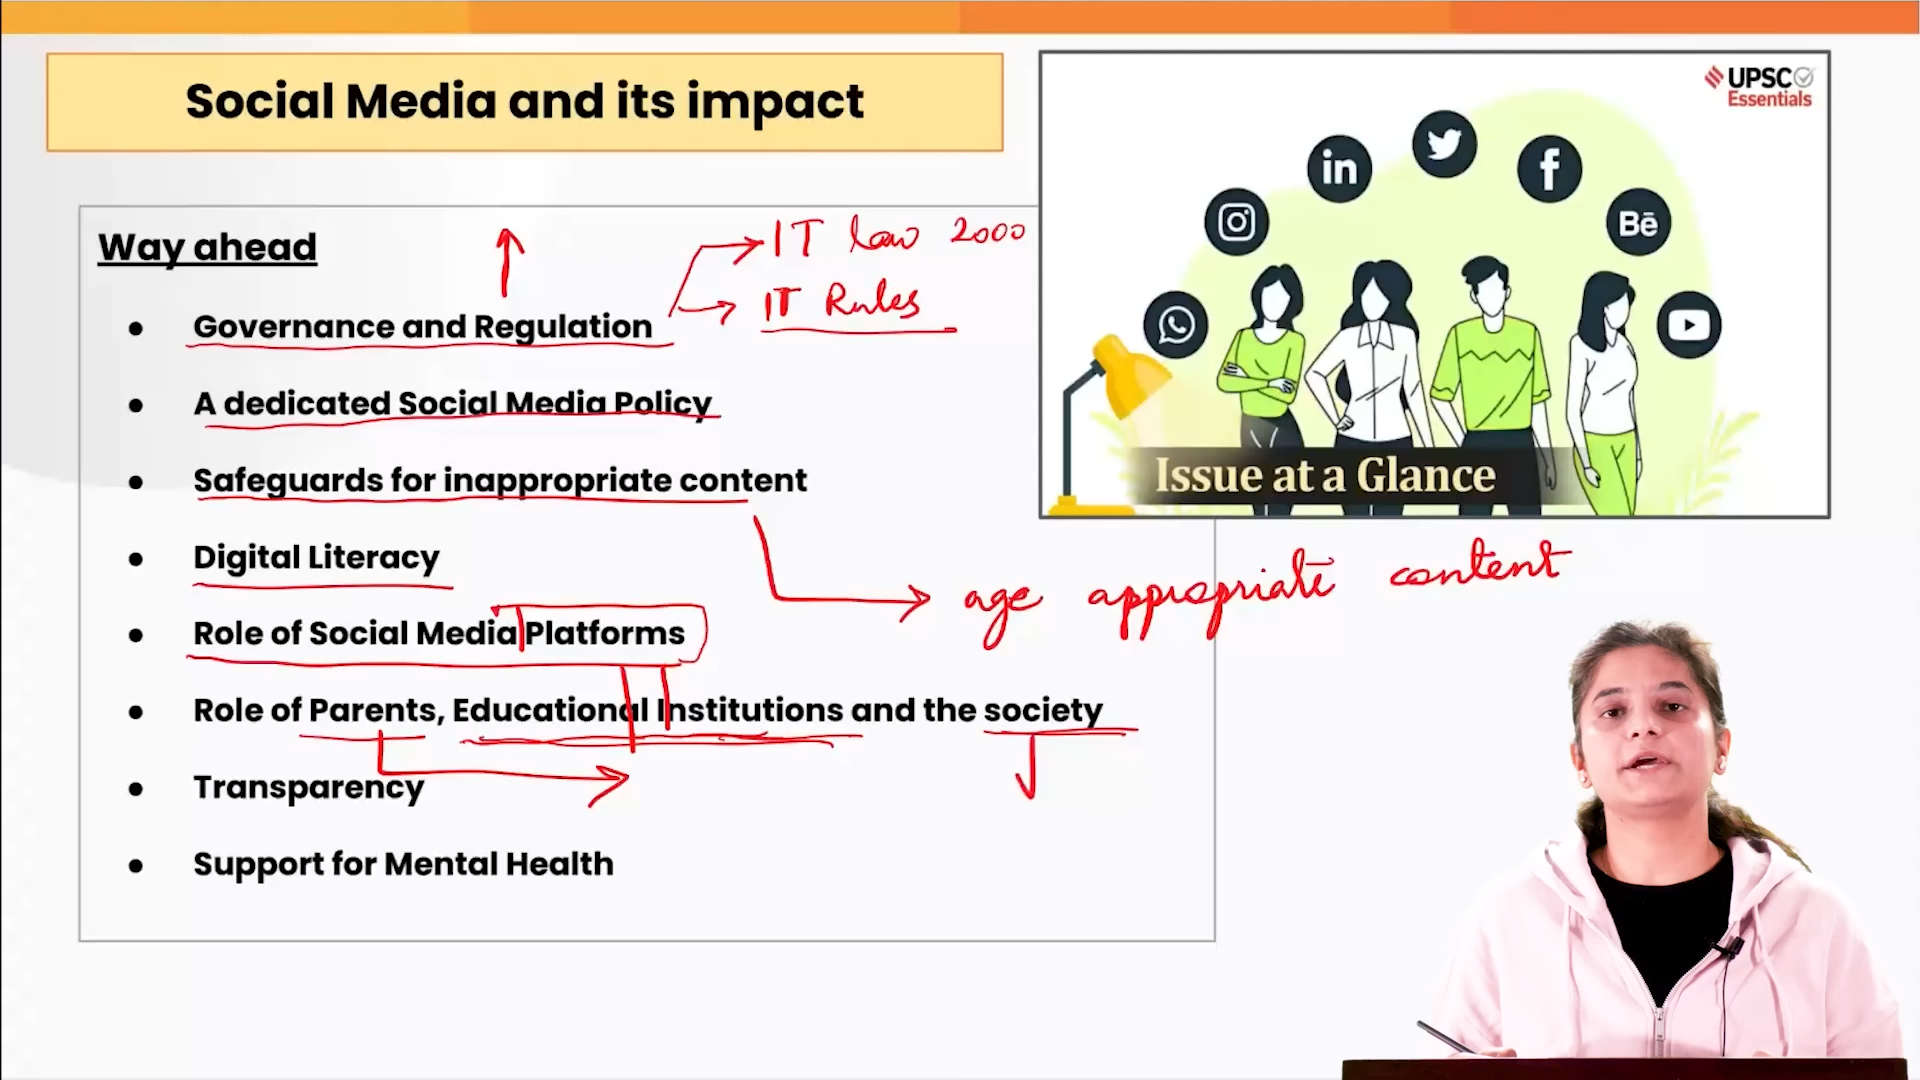 Social Media and its impact
UPSC
Essentials
in
f
Bē
Issue at a Glance
Way ahead
IT law 2000
IT Rules
● Governance and Regulation
● A dedicated Social Media Policy
● Safeguards for inappropriate content
age appropriate content
● Digital Literacy
● Role of Social Media Platforms
● Role of Parents, Educational Institutions and the society
● Transparency
● Support for Mental Health